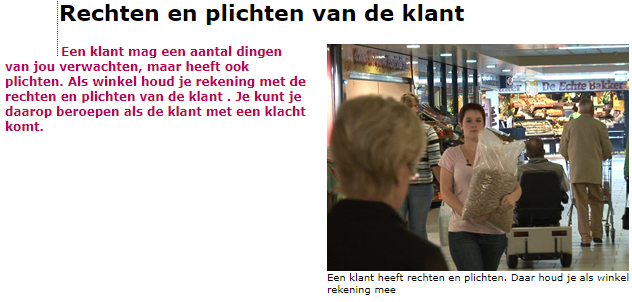 Rechten en plichten van de klant
Een klant mag een aantal dingen
van jou verwachten, maar heeft ook
plichten. Als winkel houd je rekening met de
rechten en plichten van de klant . Je kunt je
daarop beroepen als de klant met een klacht
komt.
De Echte Bakker
Een klant heeft rechten en plichten. Daar houd je als winkel
rekening mee